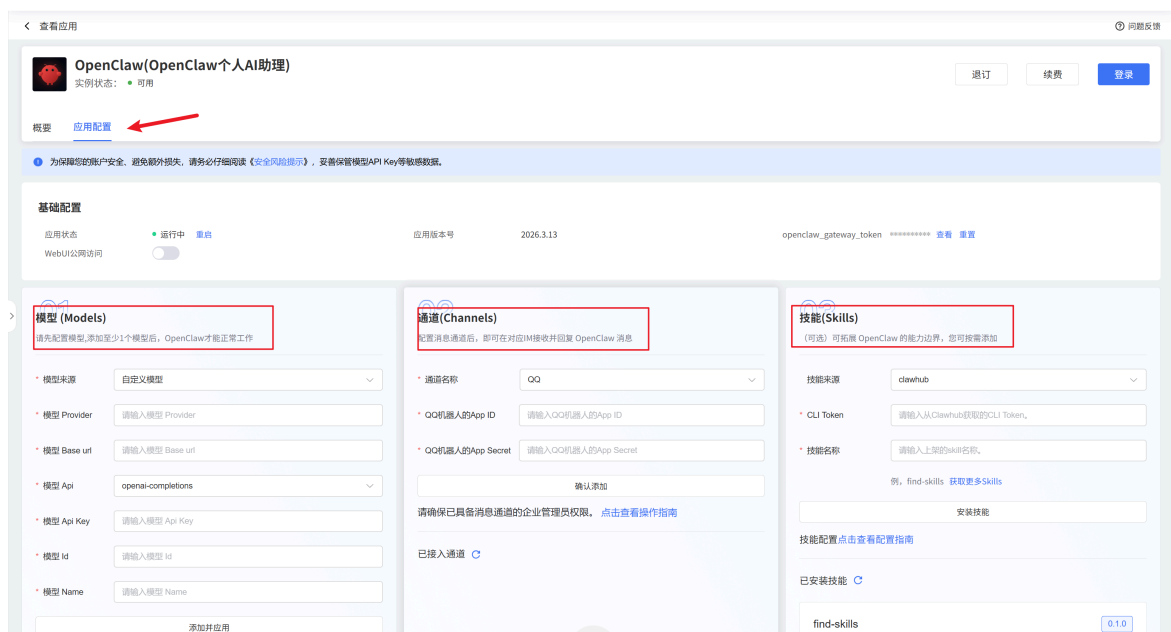 查看应用
问题反馈
OpenClaw(OpenClaw个人AI助理)
实例状态： 可用
退订
续费
登录
概要
应用配置
为保障您的账户安全、避免额外损失，请务必仔细阅读《安全风险提示》，妥善保管模型API Key等敏感数据。
基础配置
应用状态 运行中 重启
应用版本号 2026.3.13
openclaw_gateway_token ********** 查看 重置
WebUI公网访问
模型 (Models)
请先配置模型,添加至少1个模型后，OpenClaw才能正常工作
* 模型来源 自定义模型
* 模型 Provider 请输入模型 Provider
* 模型 Base url 请输入模型 Base url
* 模型 Api openai-completions
* 模型 Api Key 请输入模型 Api Key
* 模型 Id 请输入模型 Id
* 模型 Name 请输入模型 Name
添加并应用
通道(Channels)
配置消息通道后，即可在对应IM接收并回复 OpenClaw 消息
* 通道名称 QQ
* QQ机器人的App ID 请输入QQ机器人的App ID
* QQ机器人的App Secret 请输入QQ机器人的App Secret
确认添加
请确保已具备消息通道的企业管理员权限。 点击查看操作指南
已接入通道
技能(Skills)
（可选）可拓展 OpenClaw 的能力边界，您可按需添加
技能来源 clawhub
* CLI Token 请输入从Clawhub获取的CLI Token。
* 技能名称 请输入上架的skill名称。
例，find-skills 获取更多Skills
安装技能
技能配置点击查看配置指南
已安装技能
find-skills 0.1.0